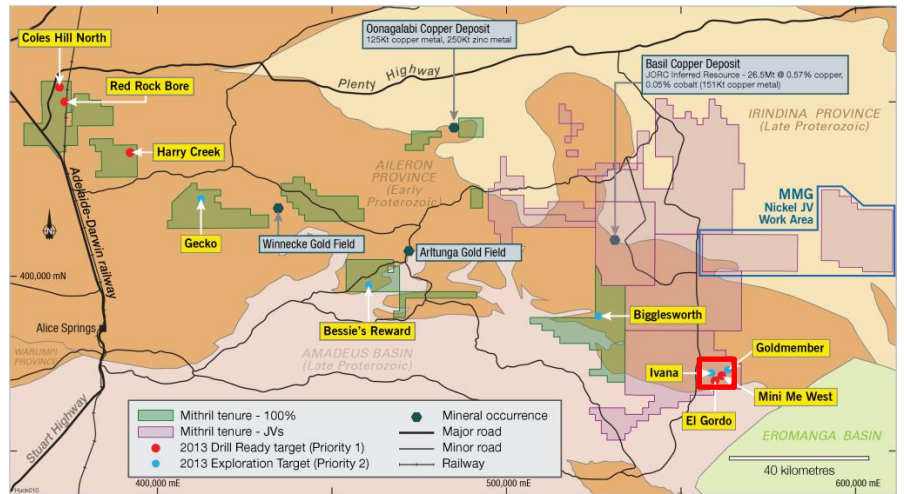 Coles Hill North
Red Rock Bore
Harry Creek
Oonagalabi Copper Deposit
125Kt copper metal, 250Kt zinc metal
Plenty Highway
Basil Copper Deposit
JORC Inferred Resource - 26.5Mt @ 0.57% copper,
0.05% cobalt (151Kt copper metal)
IRINDINA PROVINCE
(Late Proterozoic)
AILERON
PROVINCE
(Early
Proterozoic)
MMG
Nickel JV
Work Area
Adelaide-Darwin railway
N
Gecko
Winnecke Gold Field
Arltunga Gold Field
400,000 mN
Alice Springs
Bessie's Reward
Bigglesworth
WARUMPI
PROVINCE
AMADEUS BASIN
(Late Proterozoic)
Goldmember
Ivana
Mini Me West
El Gordo
Stuart Highway
EROMANGA BASIN
40 kilometres
Mithril tenure - 100%
Mithril tenure - JVs
2013 Drill Ready target (Priority 1)
2013 Exploration Target (Priority 2)
Mineral occurrence
Major road
Minor road
Railway
Huck010
400,000 mE
500,000 mE
600,000 mE